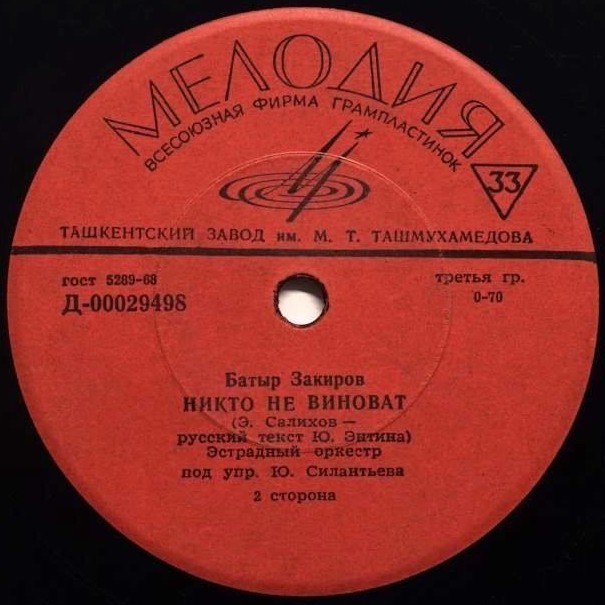 МЕЛОДИЯ
ВСЕСОЮЗНАЯ ФИРМА ГРАМПЛАСТИНОК
33
ТАШКЕНТСКИЙ ЗАВОД им. М. Т. ТАШМУХАМЕДОВА
гост 5289-68
третья гр.
Д-00029498
0-70
Батыр Закиров
НИКТО НЕ ВИНОВАТ
(Э. Салихов —
русский текст Ю. Энтина)
Эстрадный оркестр
под упр. Ю. Силантьева
2 сторона